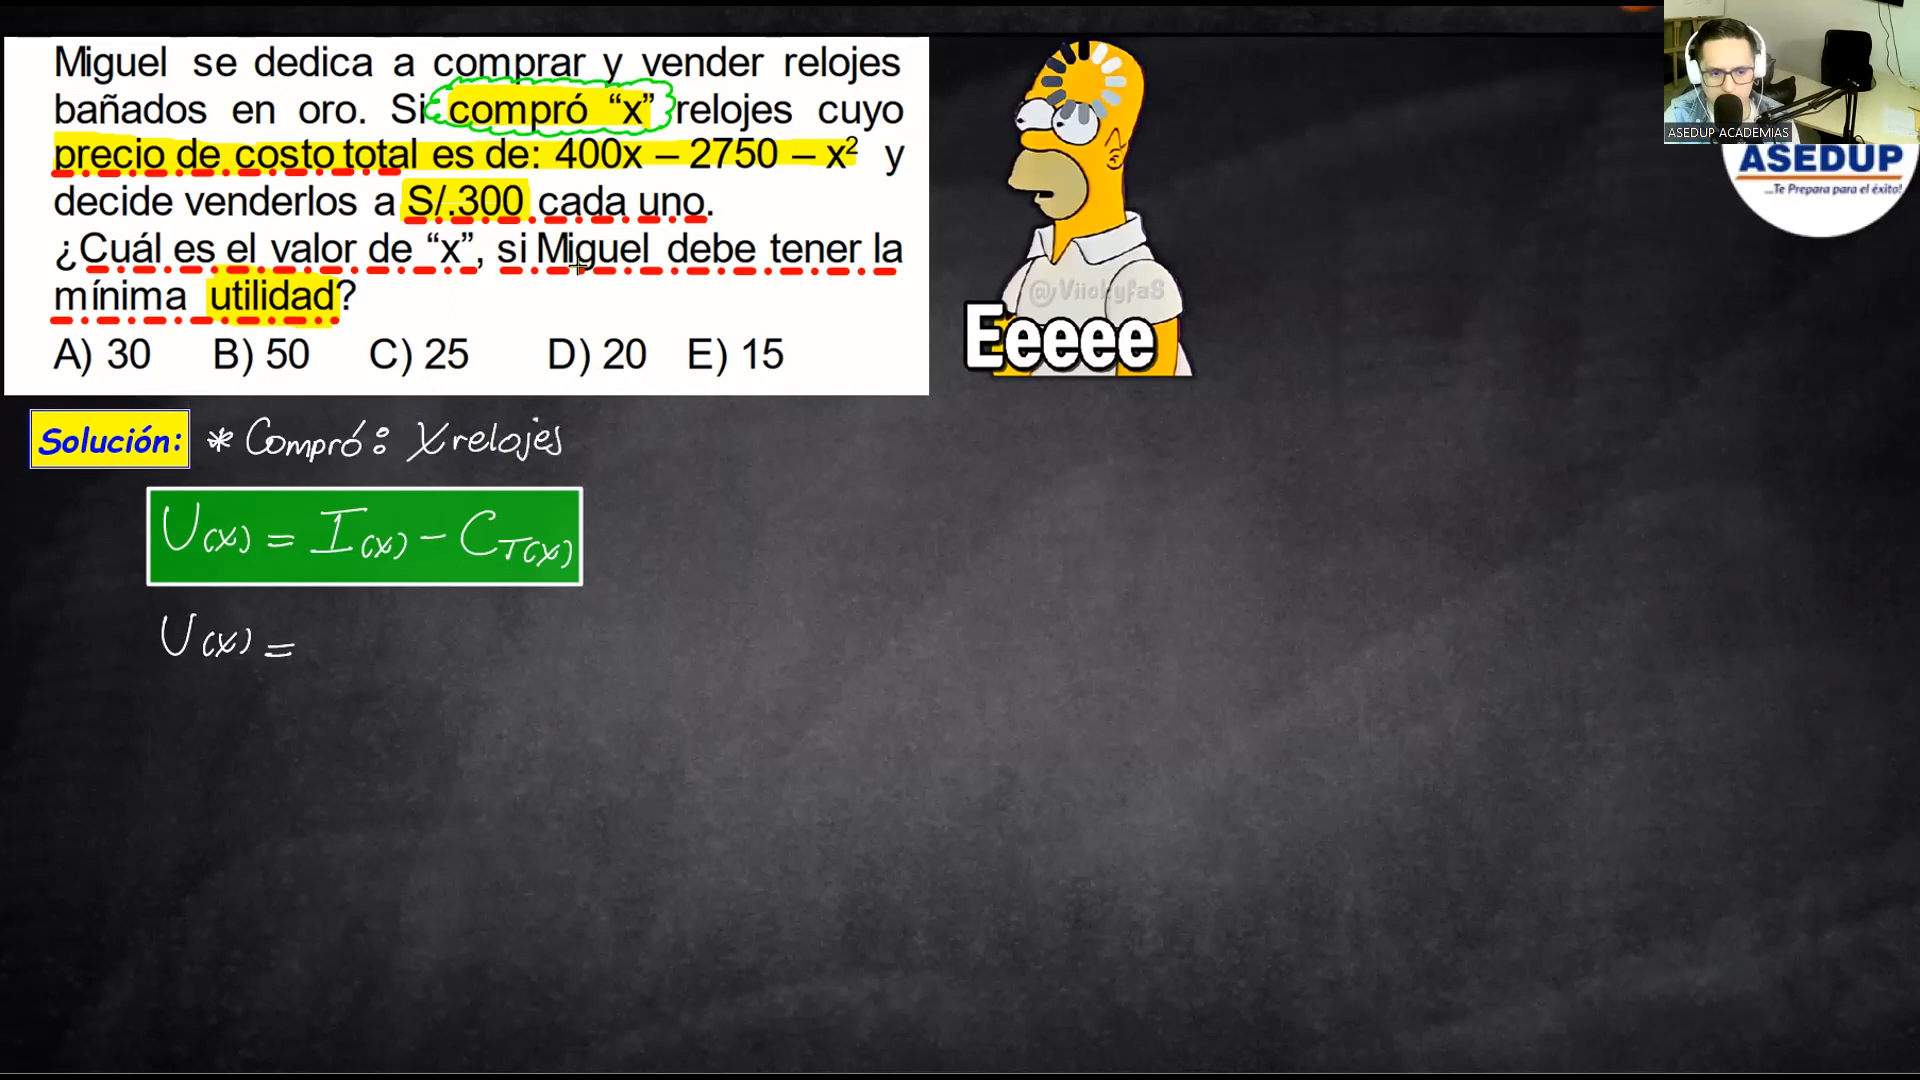 Miguel se dedica a comprar y vender relojes
bañados en oro. Si compró “x” relojes cuyo
precio de costo total es de: 400x – 2750 – x² y
decide venderlos a S/.300 cada uno.
¿Cuál es el valor de “x”, si Miguel debe tener la
mínima utilidad?
A) 30 B) 50 C) 25 D) 20 E) 15
@Viickyfa8
Eeeee
ASEDUP ACADEMIAS
ASEDUP
...Te Prepara para el éxito!
Solución: * Compró: X relojes
U(x) = I(x) - CT(x)
U(x) =